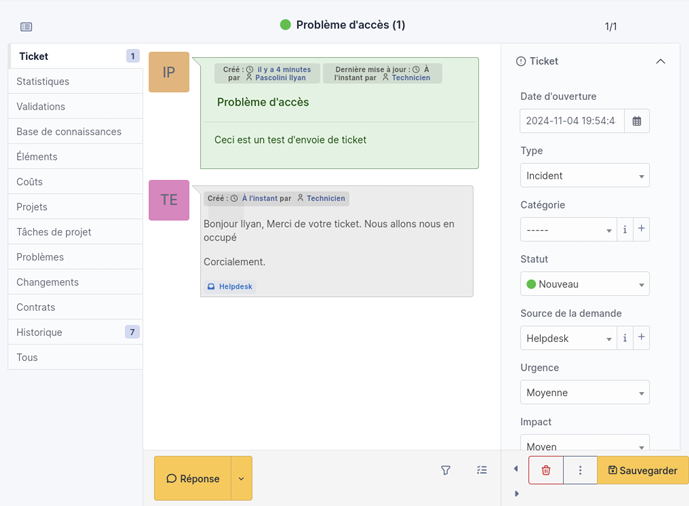 Problème d'accès (1)
1/1
Ticket 1
Statistiques
Validations
Base de connaissances
Éléments
Coûts
Projets
Tâches de projet
Problèmes
Changements
Contrats
Historique 7
Tous
IP
Créé : il y a 4 minutes
par Pascolini Ilyan
Dernière mise à jour : À
l'instant par Technicien
Problème d'accès
Ceci est un test d'envoie de ticket
TE
Créé : À l'instant par Technicien
Bonjour Ilyan, Merci de votre ticket. Nous allons nous en
occupé
Corcialement.
Helpdesk
Réponse
Ticket
Date d'ouverture
2024-11-04 19:54:4
Type
Incident
Catégorie
-----
i +
Statut
Nouveau
Source de la demande
Helpdesk
i +
Urgence
Moyenne
Impact
Moyen
Sauvegarder